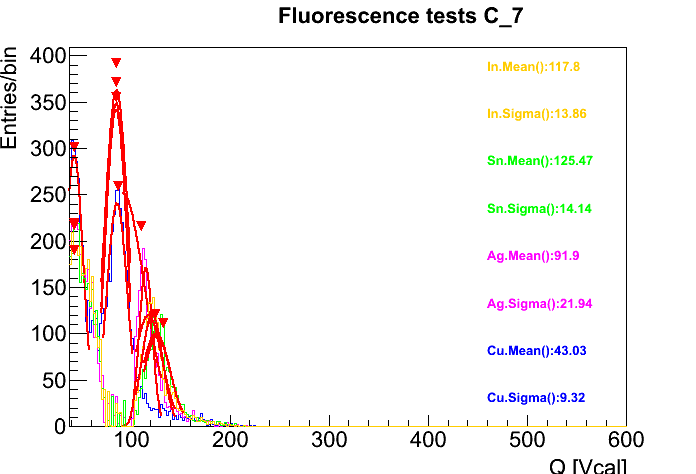 Fluorescence tests C_7
Entries/bin
400
350
300
250
200
150
100
50
0
100
200
300
400
500
600
Q [Vcal]
In.Mean():117.8
In.Sigma():13.86
Sn.Mean():125.47
Sn.Sigma():14.14
Ag.Mean():91.9
Ag.Sigma():21.94
Cu.Mean():43.03
Cu.Sigma():9.32